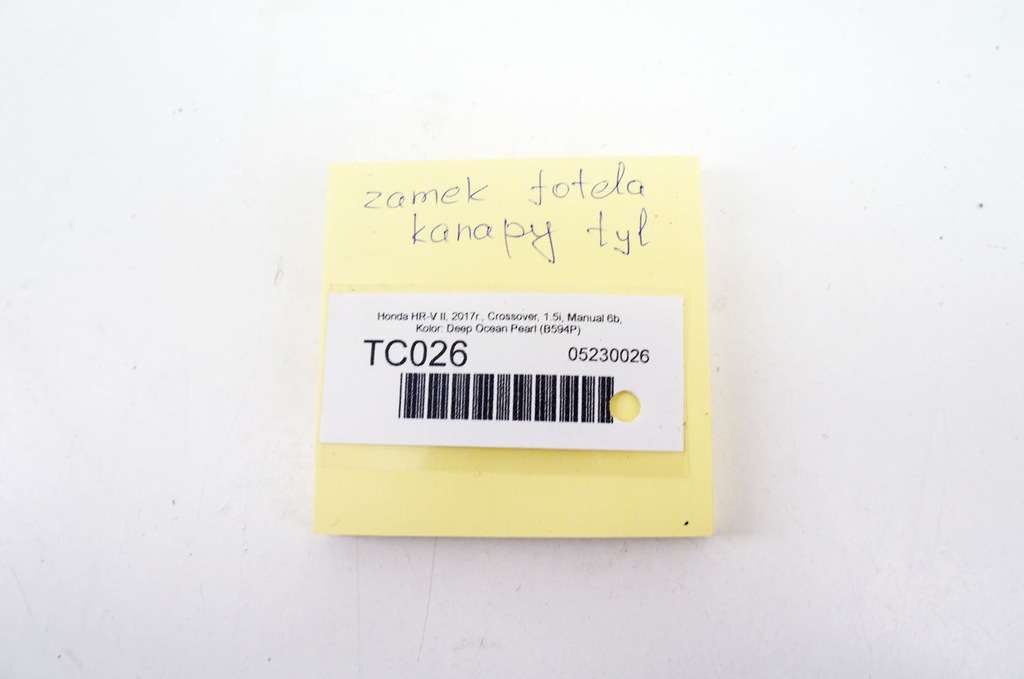 zamek fotela
kanapy tył
Honda HR-V II, 2017r., Crossover, 1.5i, Manual 6b,
Kolor: Deep Ocean Pearl (B594P)
TC026 05230026